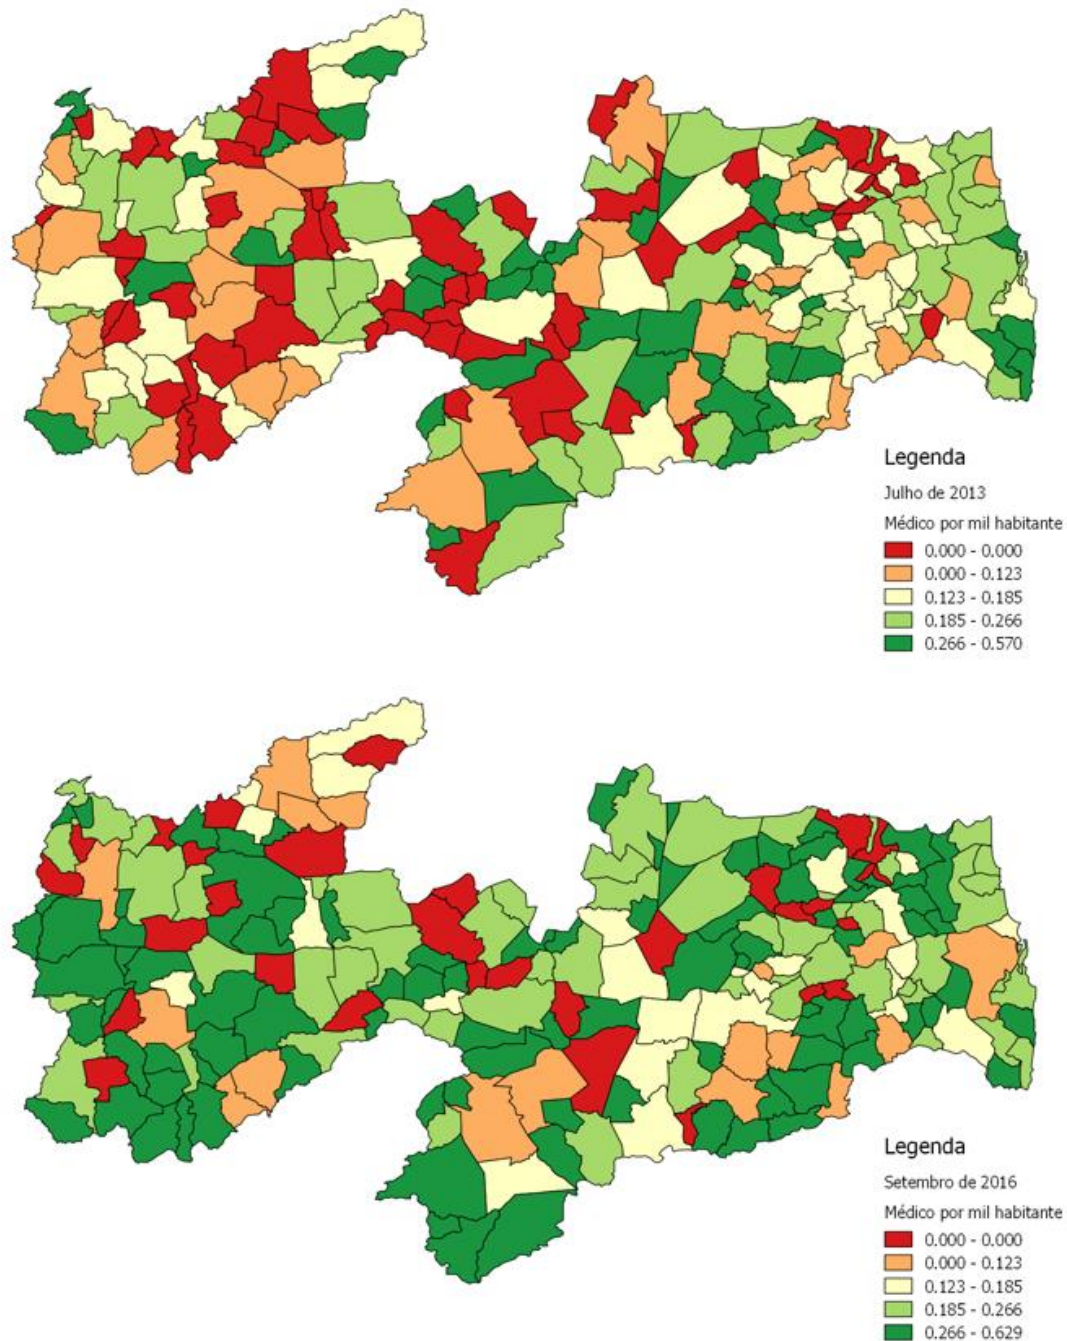 Legenda
Julho de 2013
Médico por mil habitante
0.000 - 0.000
0.000 - 0.123
0.123 - 0.185
0.185 - 0.266
0.266 - 0.570
Legenda
Setembro de 2016
Médico por mil habitante
0.000 - 0.000
0.000 - 0.123
0.123 - 0.185
0.185 - 0.266
0.266 - 0.629